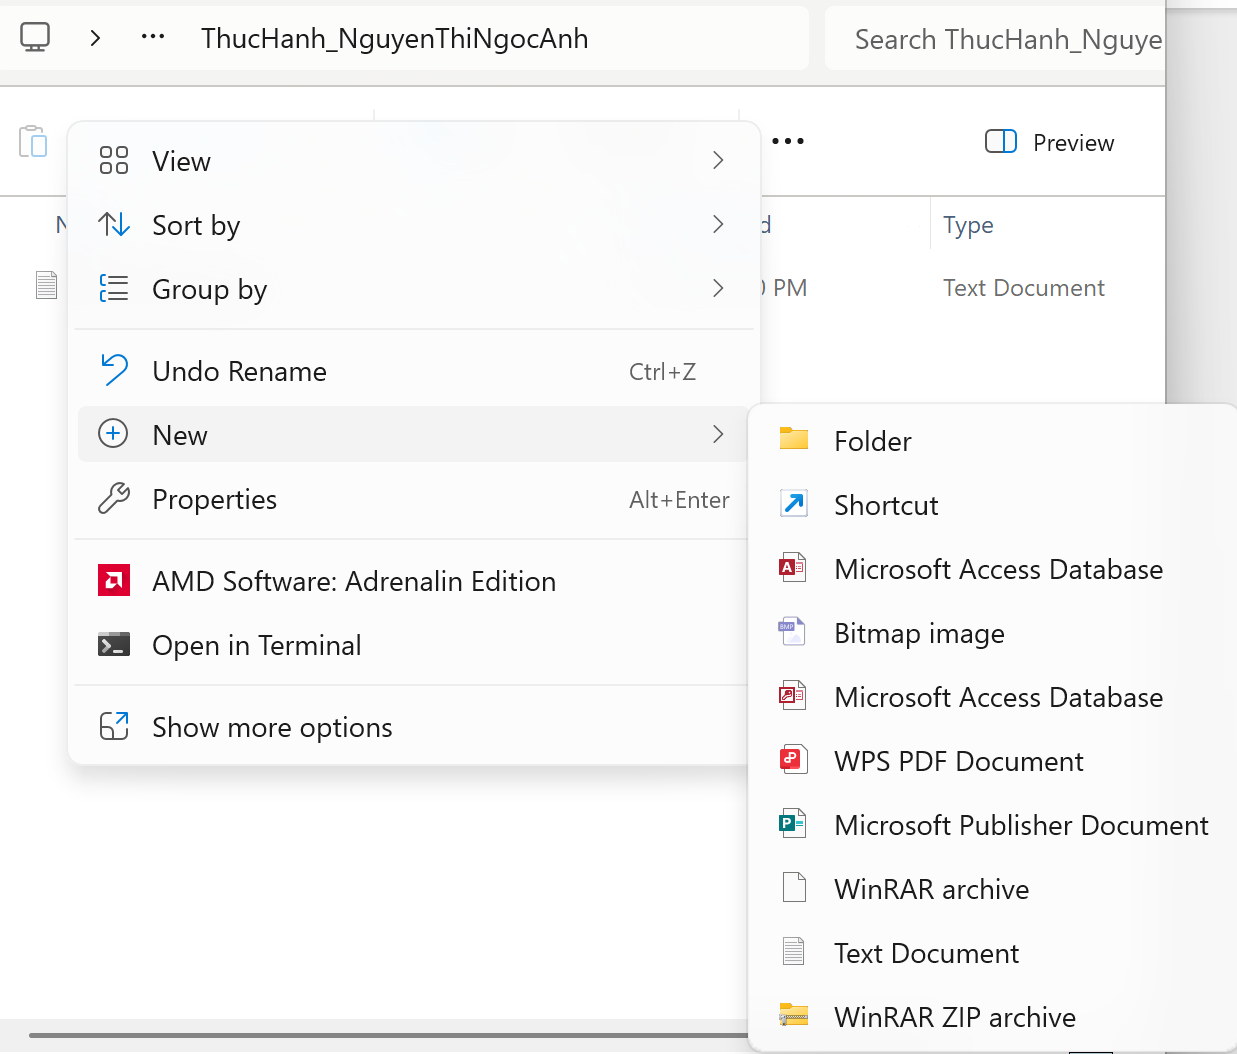 ThucHanh_NguyenThiNgocAnh
Search ThucHanh_Nguye
Preview
Type
PM
Text Document
View
Sort by
Group by
Undo Rename Ctrl+Z
New
Properties Alt+Enter
AMD Software: Adrenalin Edition
Open in Terminal
Show more options
Folder
Shortcut
Microsoft Access Database
Bitmap image
Microsoft Access Database
WPS PDF Document
Microsoft Publisher Document
WinRAR archive
Text Document
WinRAR ZIP archive